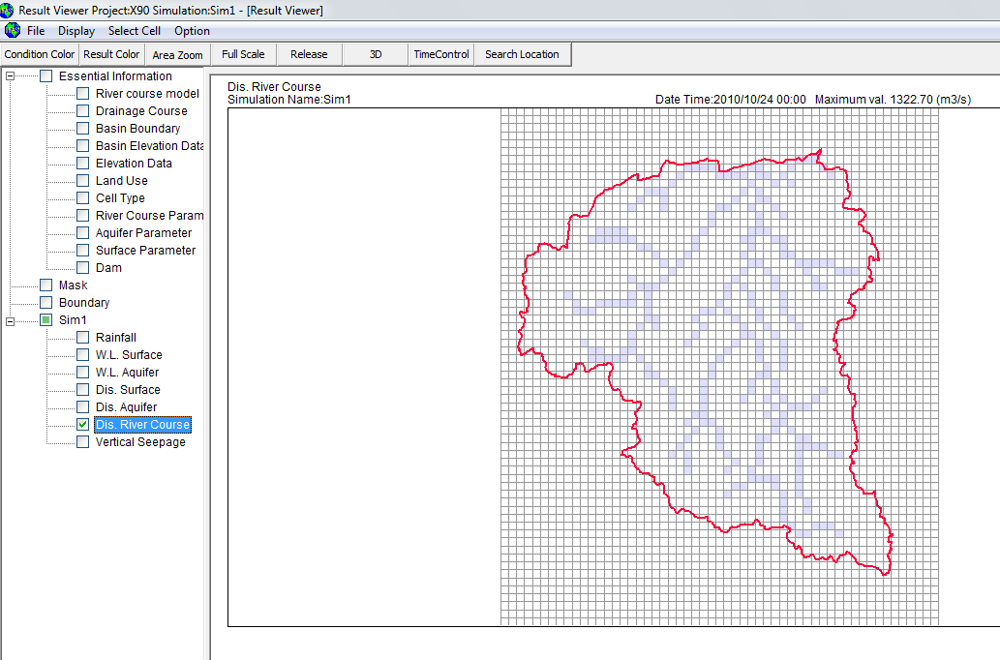 Result Viewer Project:X90 Simulation:Sim1 - [Result Viewer]
File Display Select Cell Option
Condition Color Result Color Area Zoom Full Scale Release 3D TimeControl Search Location
Essential Information
River course model
Drainage Course
Basin Boundary
Basin Elevation Data
Elevation Data
Land Use
Cell Type
River Course Param
Aquifer Parameter
Surface Parameter
Dam
Mask
Boundary
Sim1
Rainfall
W.L. Surface
W.L. Aquifer
Dis. Surface
Dis. Aquifer
Dis. River Course
Vertical Seepage
Dis. River Course
Simulation Name:Sim1 Date Time:2010/10/24 00:00 Maximum val. 1322.70 (m3/s)